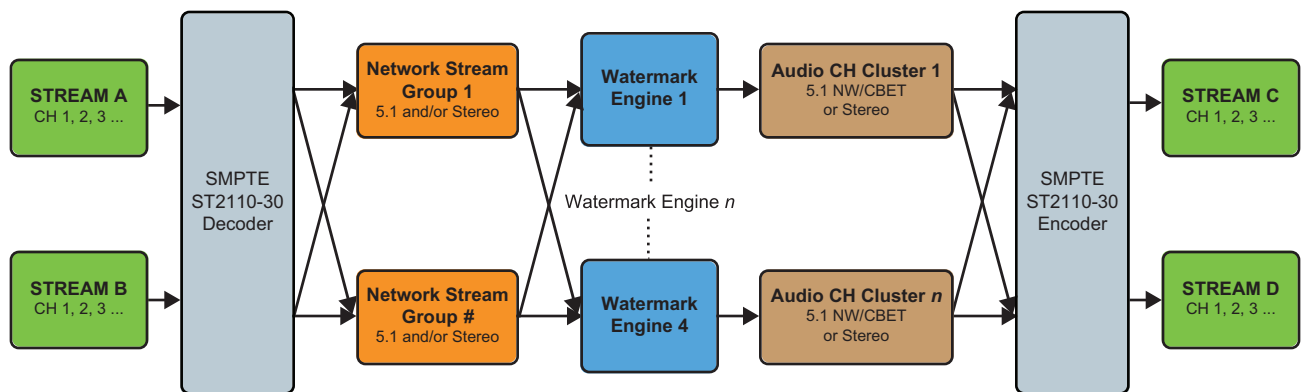 STREAM A
CH 1, 2, 3 ...
STREAM B
CH 1, 2, 3 ...
SMPTE
ST2110-30
Decoder
Network Stream
Group 1
5.1 and/or Stereo
Network Stream
Group #
5.1 and/or Stereo
Watermark
Engine 1
Watermark Engine n
Watermark
Engine 4
Audio CH Cluster 1
5.1 NW/CBET
or Stereo
Audio CH Cluster n
5.1 NW/CBET
or Stereo
SMPTE
ST2110-30
Encoder
STREAM C
CH 1, 2, 3 ...
STREAM D
CH 1, 2, 3 ...